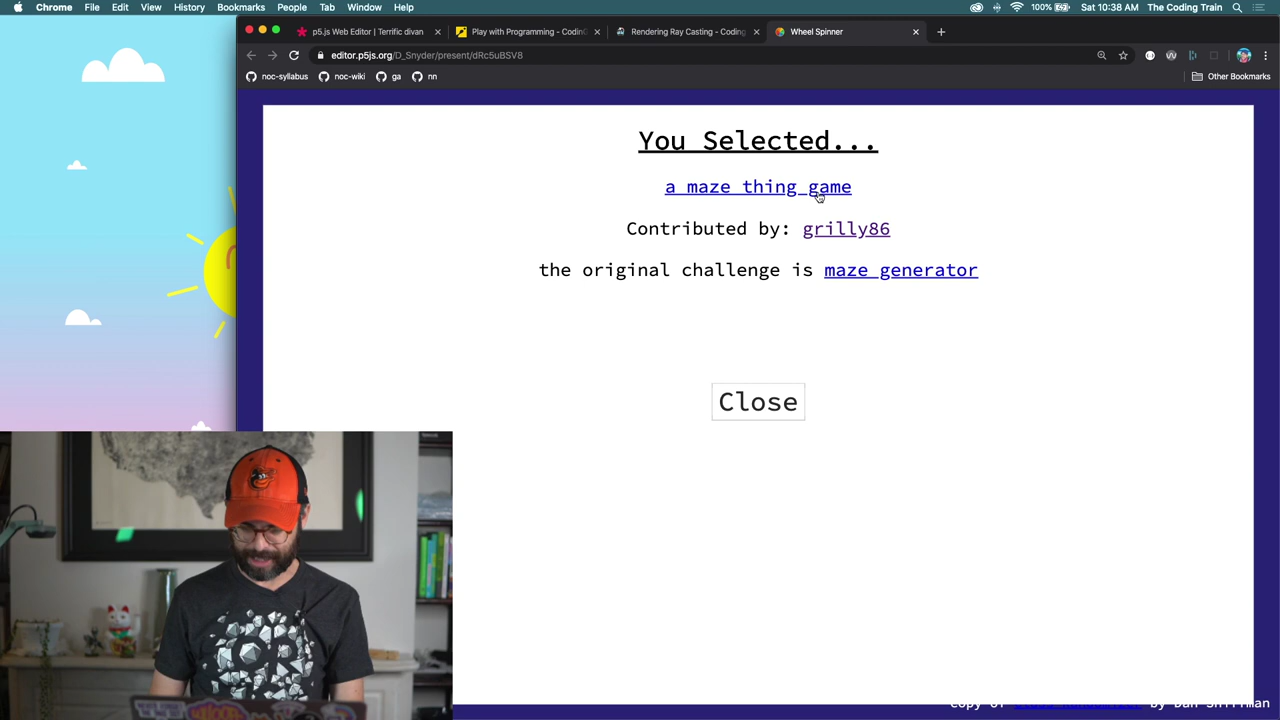 Chrome File Edit View History Bookmarks People Tab Window Help 100% Sat 10:38 AM The Coding Train
p5.js Web Editor | Terrific divan Play with Programming - Codin Rendering Ray Casting - Coding Wheel Spinner
editor.p5js.org/D_Snyder/present/dRc5uBSV8
noc-syllabus noc-wiki ga nn Other Bookmarks
You Selected...
a maze thing game
Contributed by: grilly86
the original challenge is maze generator
Close
by Dan Shiffman